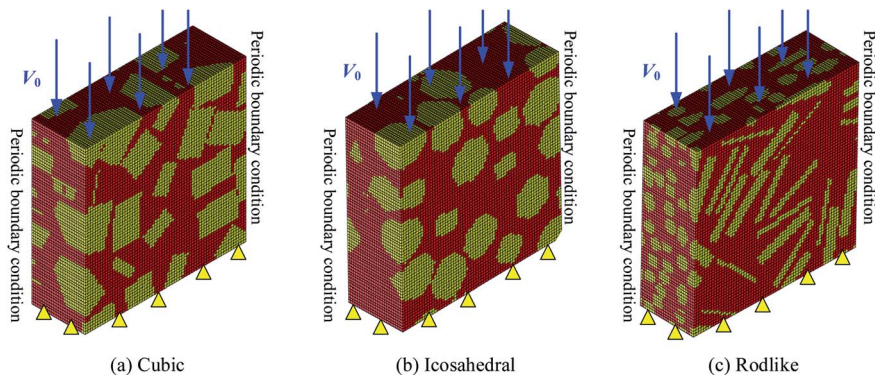 V₀
Periodic boundary condition
Periodic boundary condition
(a) Cubic
V₀
Periodic boundary condition
Periodic boundary condition
(b) Icosahedral
V₀
Periodic boundary condition
Periodic boundary condition
(c) Rodlike